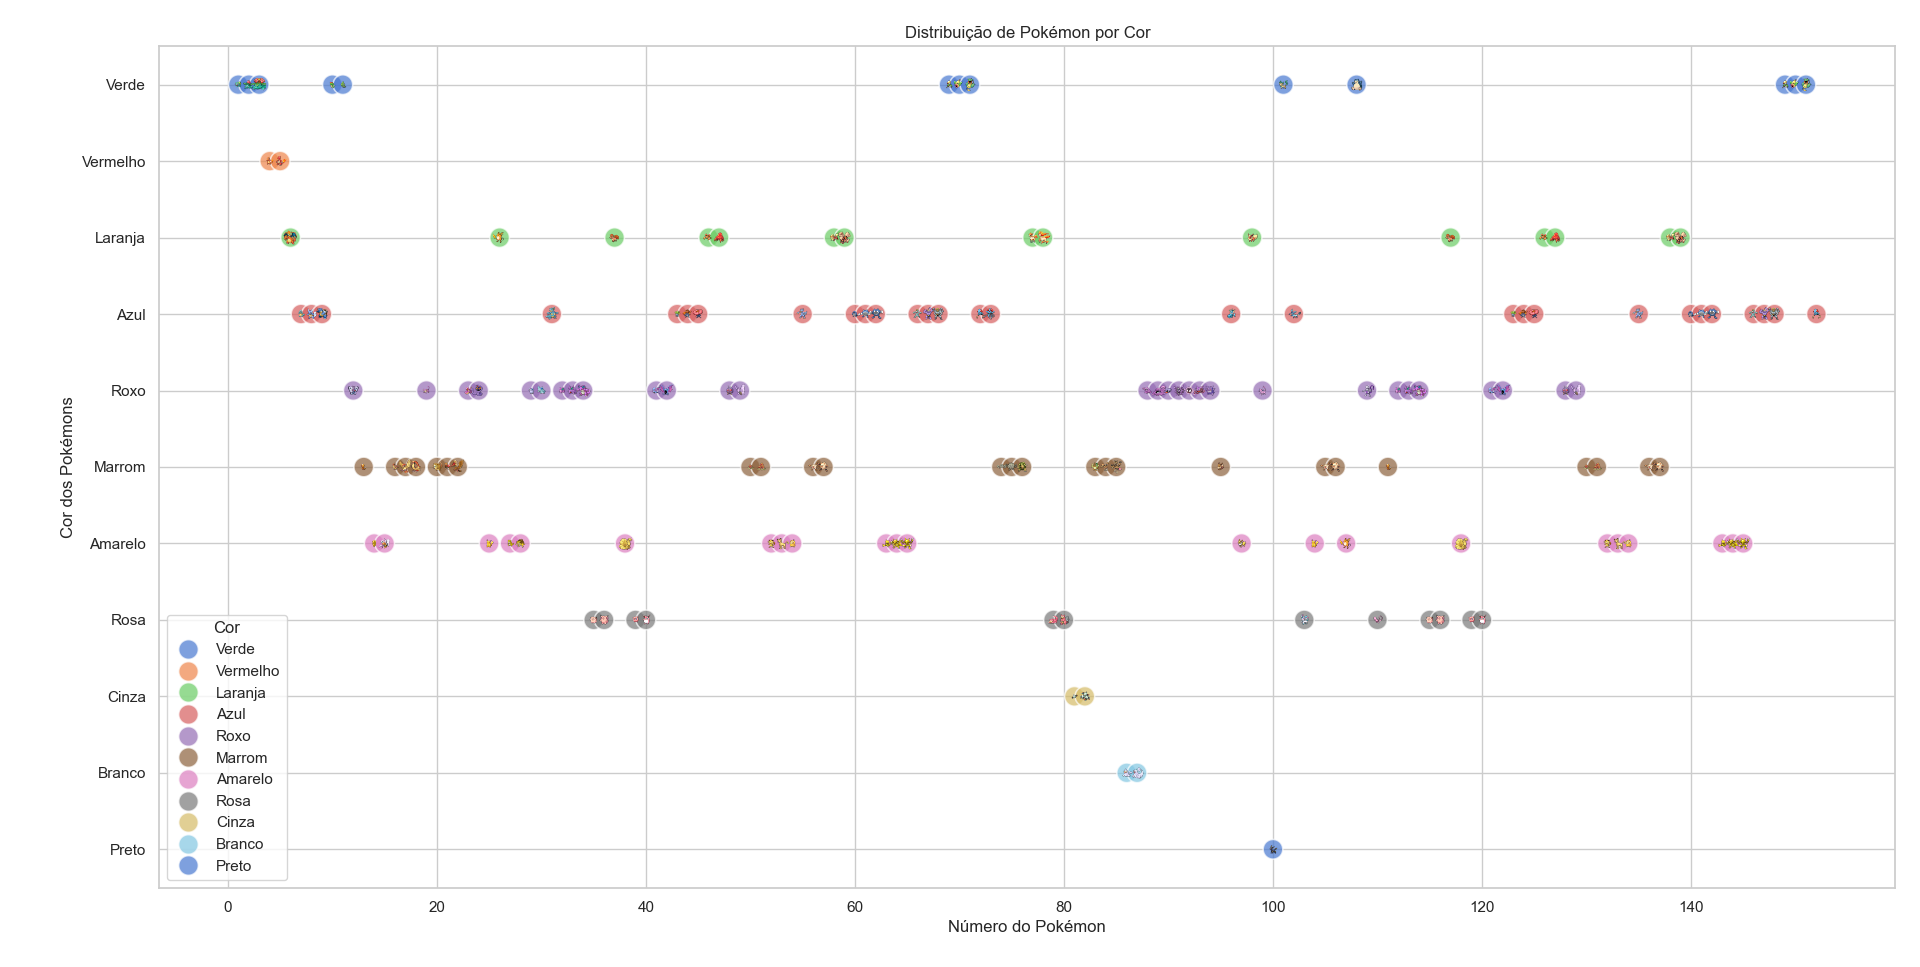 Distribuição de Pokémon por Cor
Cor dos Pokémons
Verde
Vermelho
Laranja
Azul
Roxo
Marrom
Amarelo
Rosa
Cinza
Branco
Preto
Cor
Verde
Vermelho
Laranja
Azul
Roxo
Marrom
Amarelo
Rosa
Cinza
Branco
Preto
0 20 40 60 80 100 120 140
Número do Pokémon